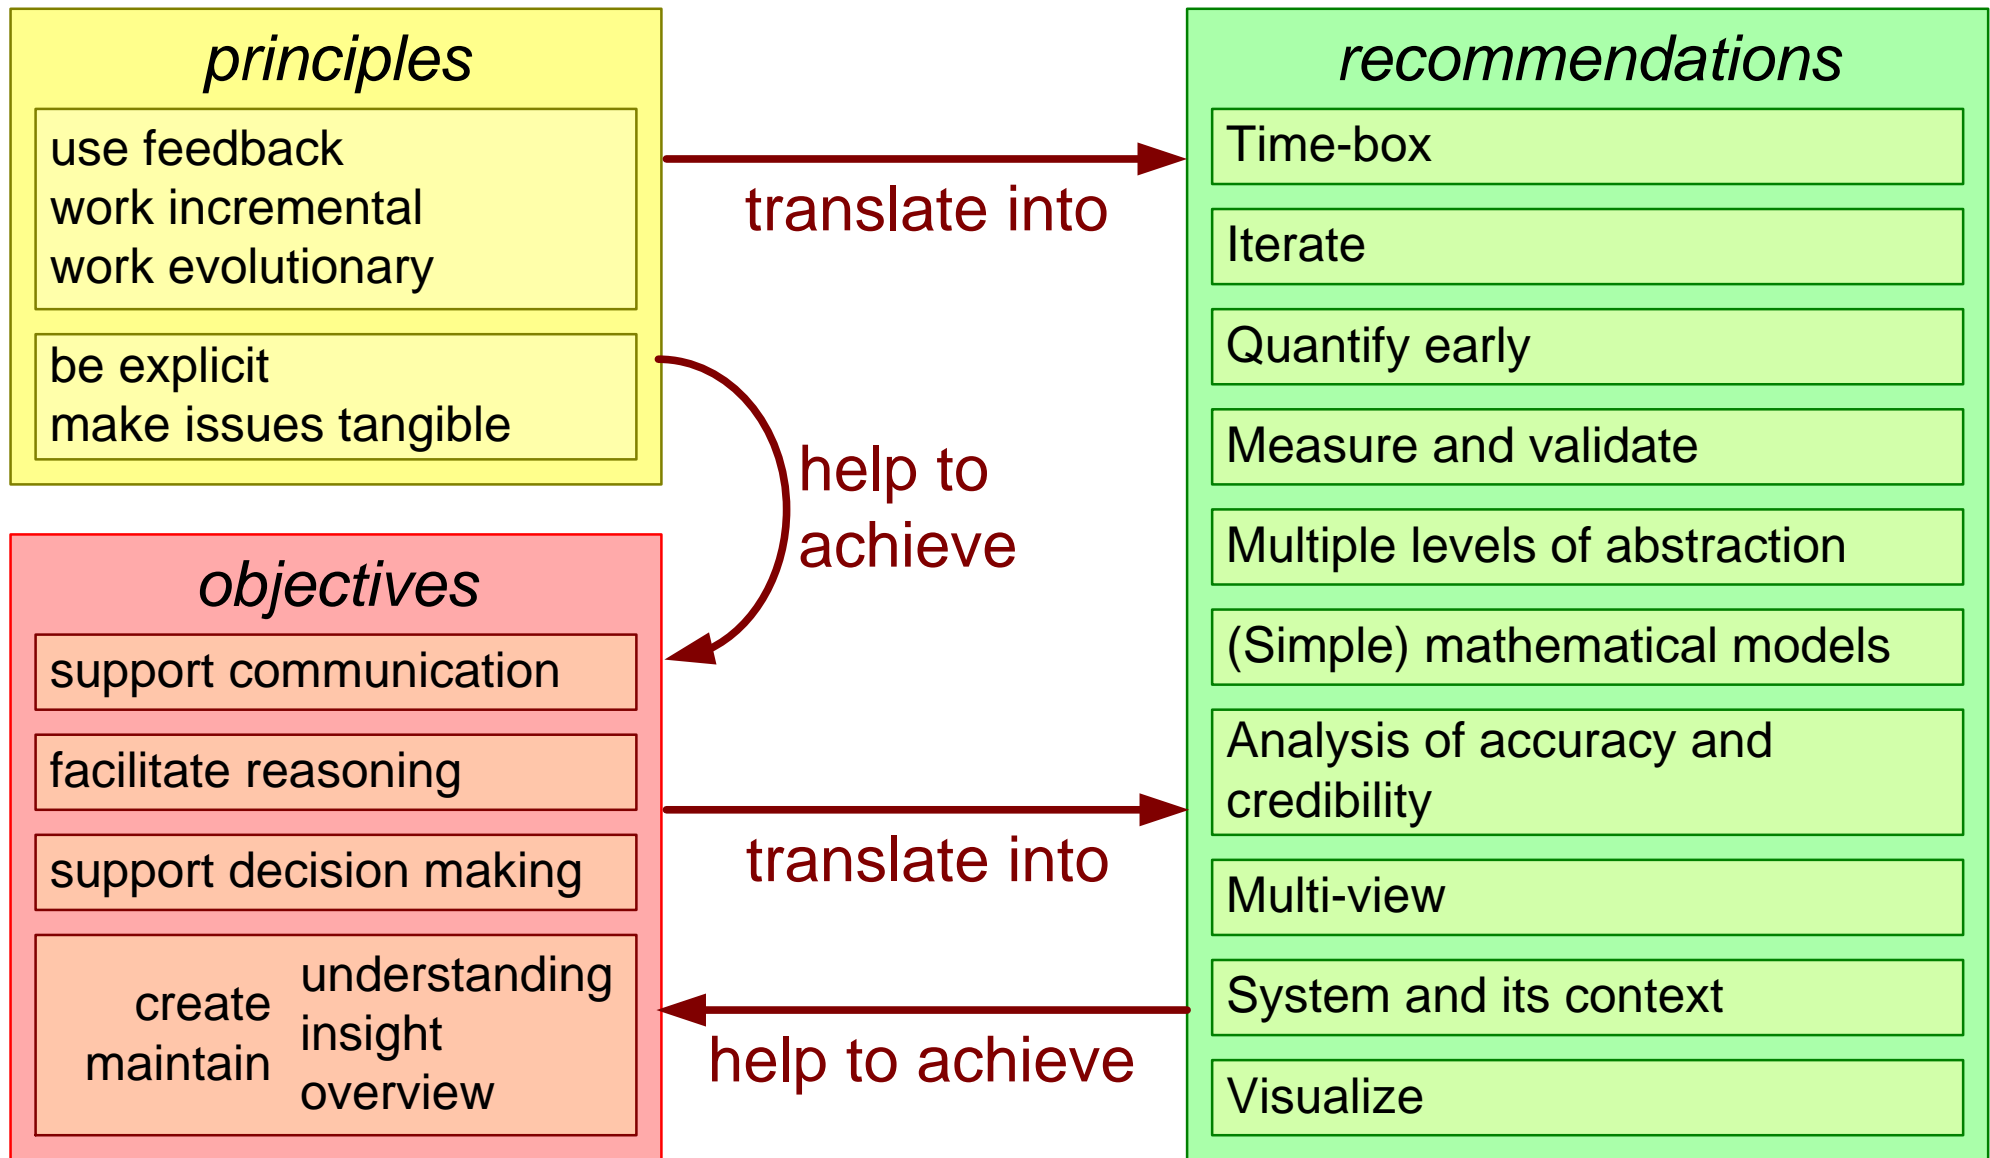 principles
use feedback
work incremental
work evolutionary
be explicit
make issues tangible
objectives
support communication
facilitate reasoning
support decision making
create
maintain
understanding
insight
overview
translate into
help to
achieve
translate into
help to achieve
recommendations
Time-box
Iterate
Quantify early
Measure and validate
Multiple levels of abstraction
(Simple) mathematical models
Analysis of accuracy and
credibility
Multi-view
System and its context
Visualize